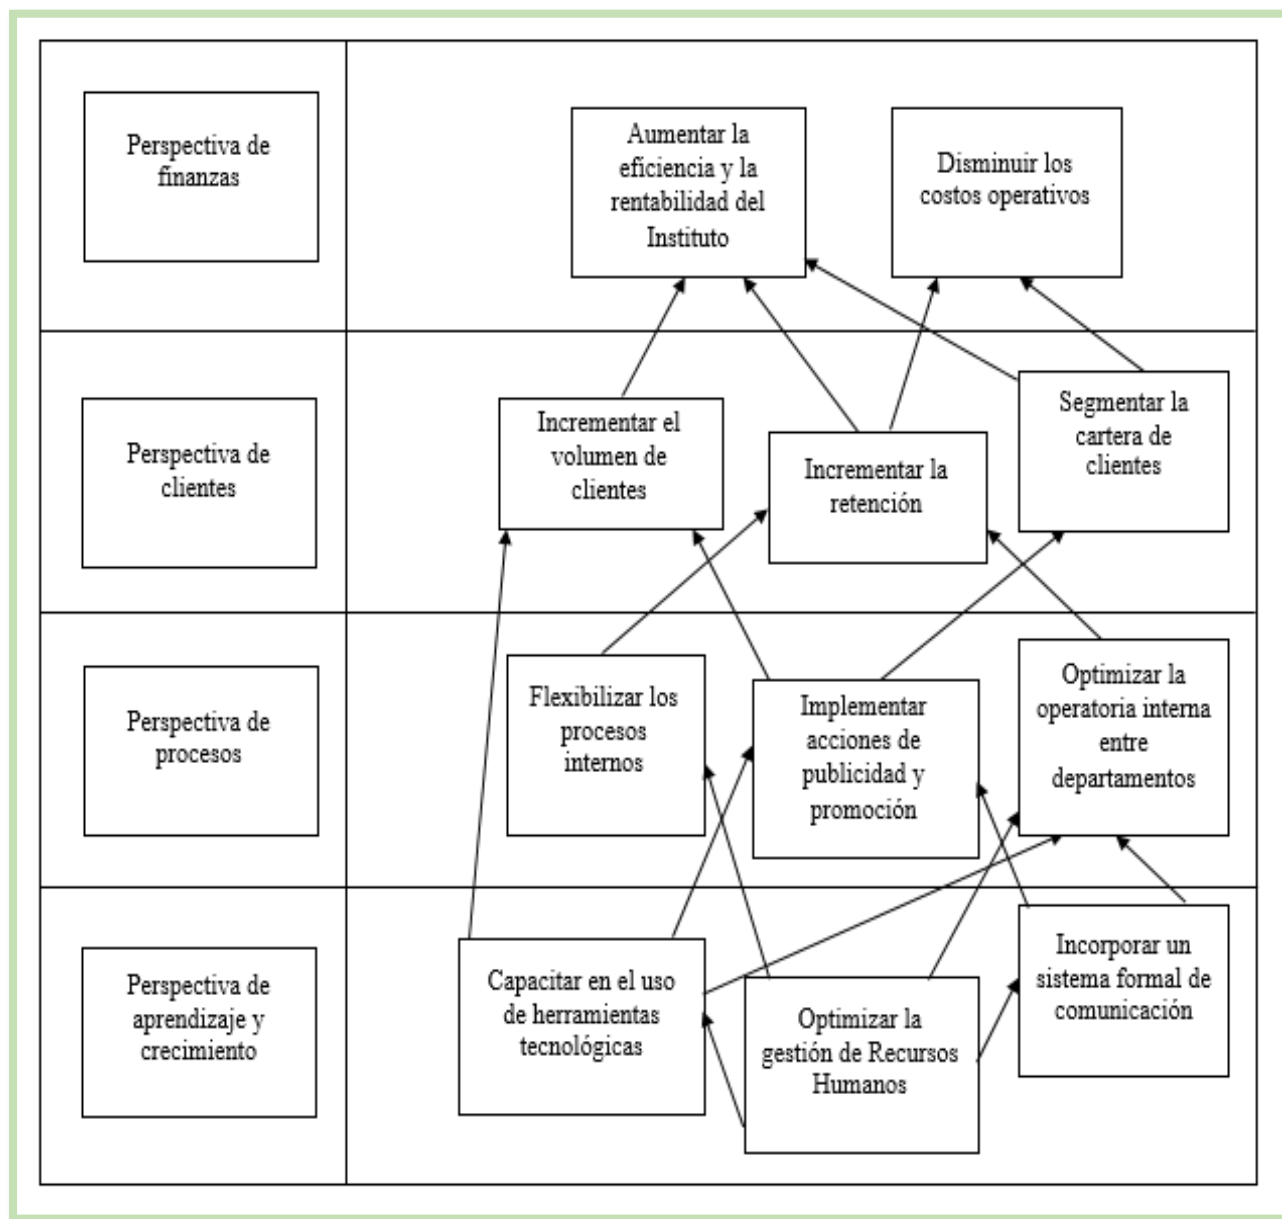 Perspectiva de
finanzas
Aumentar la
eficiencia y la
rentabilidad del
Instituto
Disminuir los
costos operativos
Perspectiva de
clientes
Incrementar el
volumen de
clientes
Incrementar la
retención
Segmentar la
cartera de
clientes
Perspectiva de
procesos
Flexibilizar los
procesos
internos
Implementar
acciones de
publicidad y
promoción
Optimizar la
operatoria interna
entre
departamentos
Perspectiva de
aprendizaje y
crecimiento
Capacitar en el uso
de herramientas
tecnológicas
Optimizar la
gestión de Recursos
Humanos
Incorporar un
sistema formal de
comunicación